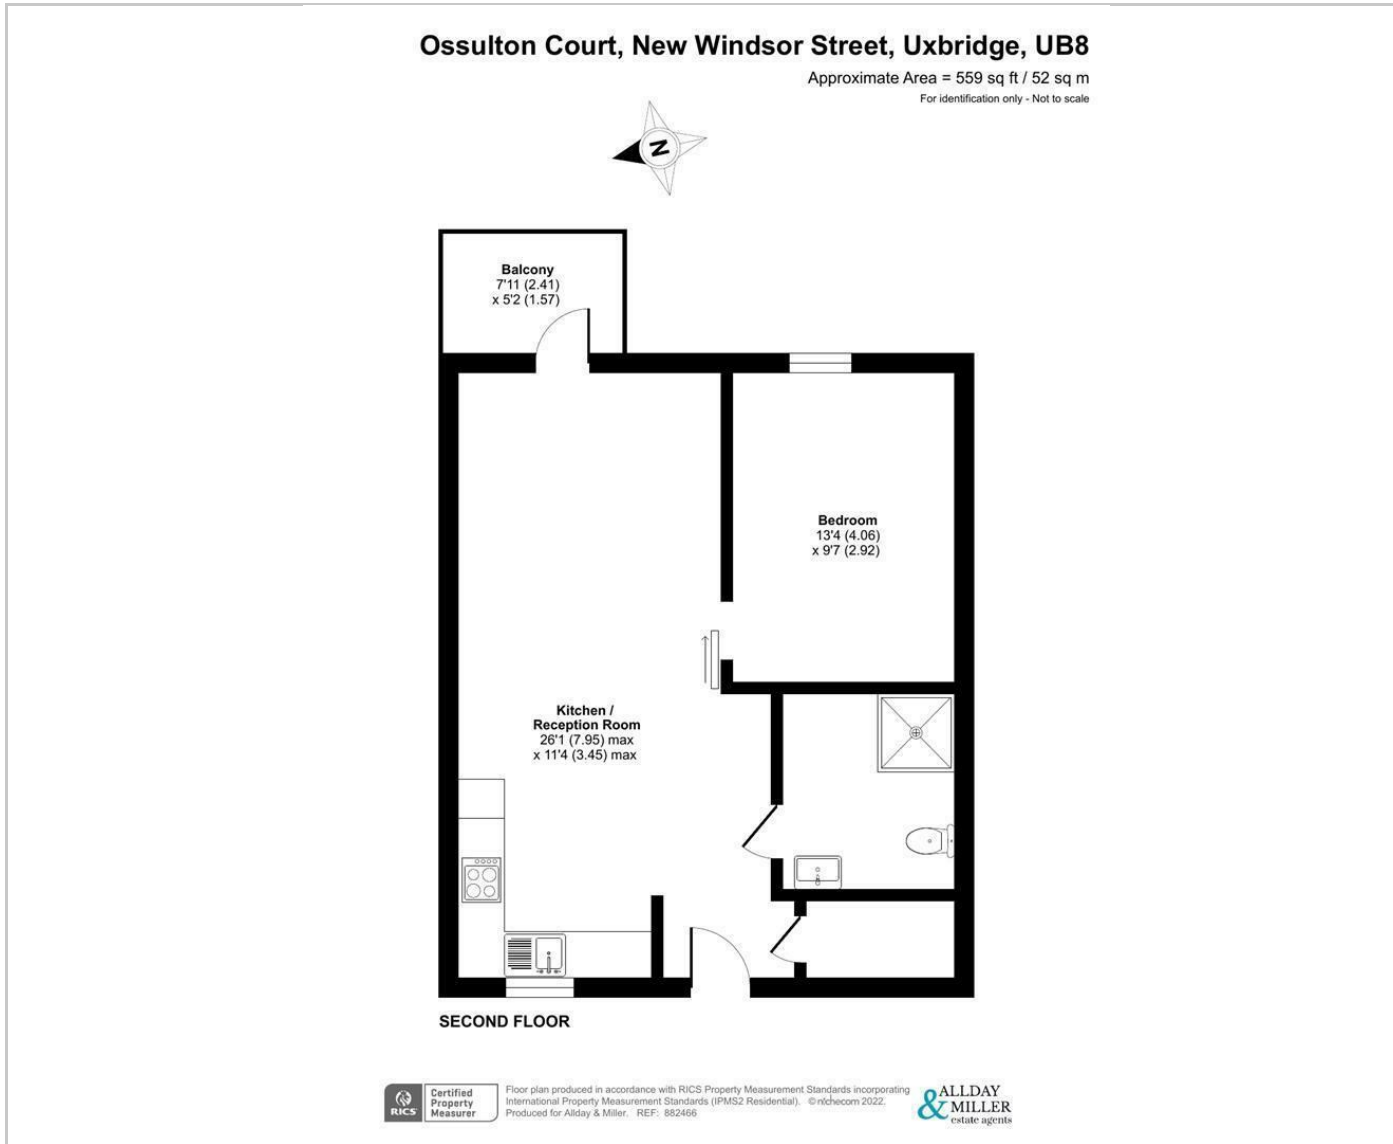 Ossulton Court, New Windsor Street, Uxbridge, UB8
Approximate Area = 559 sq ft / 52 sq m
For identification only - Not to scale
N
Balcony
7'11 (2.41)
x 5'2 (1.57)
Bedroom
13'4 (4.06)
x 9'7 (2.92)
Kitchen /
Reception Room
26'1 (7.95) max
x 11'4 (3.45) max
SECOND FLOOR
RICS
Certified
Property
Measurer
Floor plan produced in accordance with RICS Property Measurement Standards incorporating
International Property Measurement Standards (IPMS2 Residential). © nichecom 2022.
Produced for Allday & Miller. REF: 882466
ALLDAY
& MILLER
estate agents